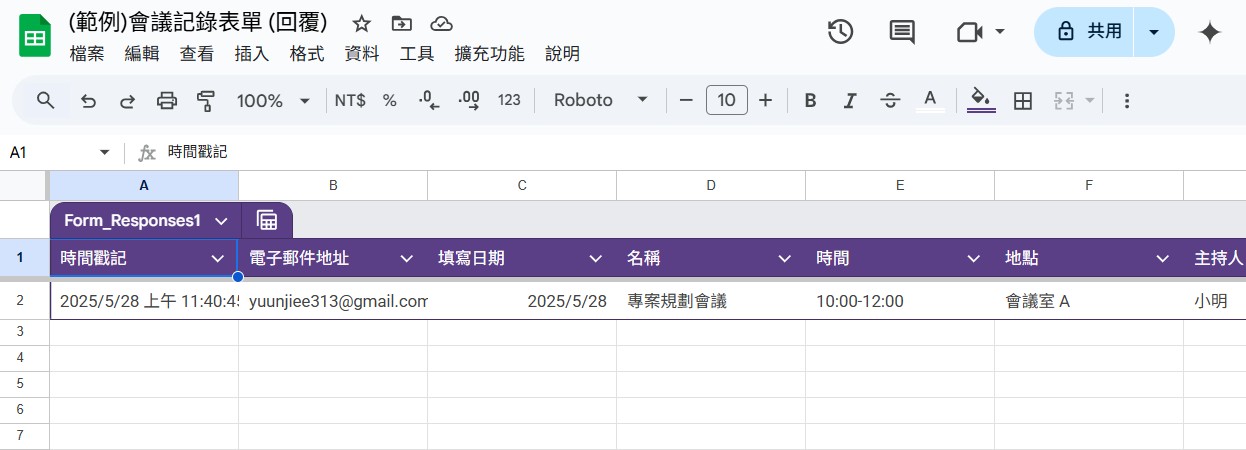 (範例)會議記錄表單 (回覆)
檔案 編輯 查看 插入 格式 資料 工具 擴充功能 說明
共用
100% NT$ % .0 .00 123 Roboto 10 B I A
A1 fx 時間戳記
A B C D E F
Form_Responses1
1 時間戳記 電子郵件地址 填寫日期 名稱 時間 地點 主持人
2 2025/5/28 上午 11:40:45 yuunjiee313@gmail.com 2025/5/28 專案規劃會議 10:00-12:00 會議室 A 小明
3
4
5
6
7